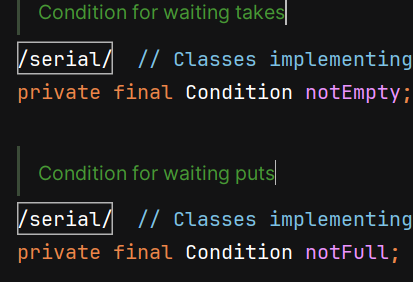 Condition for waiting takes
/serial/ // Classes implementing
private final Condition notEmpty;
Condition for waiting puts
/serial/ // Classes implementing
private final Condition notFull;